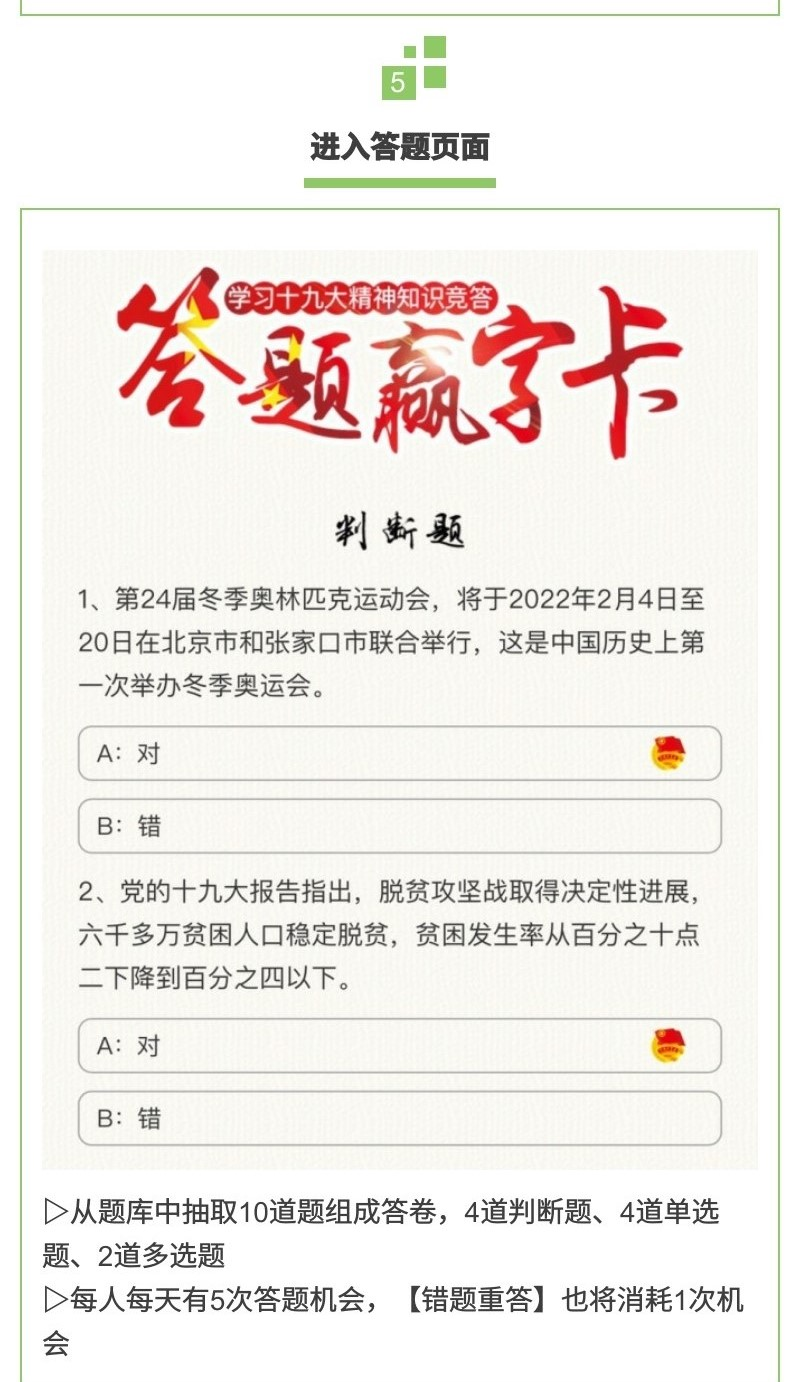 5
进入答题页面
学习十九大精神知识竞答
答题赢字卡
判断题
1、第24届冬季奥林匹克运动会，将于2022年2月4日至
20日在北京市和张家口市联合举行，这是中国历史上第
一次举办冬季奥运会。
A：对
B：错
2、党的十九大报告指出，脱贫攻坚战取得决定性进展，
六千多万贫困人口稳定脱贫，贫困发生率从百分之十点
二下降到百分之四以下。
A：对
B：错
▷从题库中抽取10道题组成答卷，4道判断题、4道单选
题、2道多选题
▷每人每天有5次答题机会，【错题重答】也将消耗1次机
会